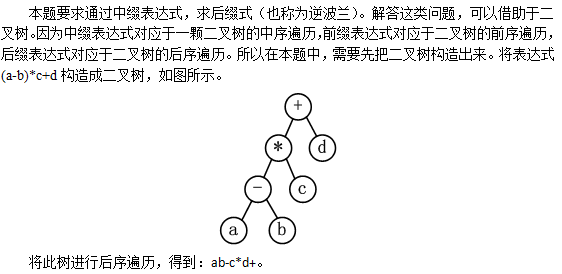 本题要求通过中缀表达式，求后缀式（也称为逆波兰）。解答这类问题，可以借助于二
叉树。因为中缀表达式对应于一颗二叉树的中序遍历，前缀表达式对应于二叉树的前序遍历，
后缀表达式对应于二叉树的后序遍历。所以在本题中，需要先把二叉树构造出来。将表达式
(a-b)*c+d 构造成二叉树，如图所示。
+
* d
- c
a b
将此树进行后序遍历，得到：ab-c*d+。